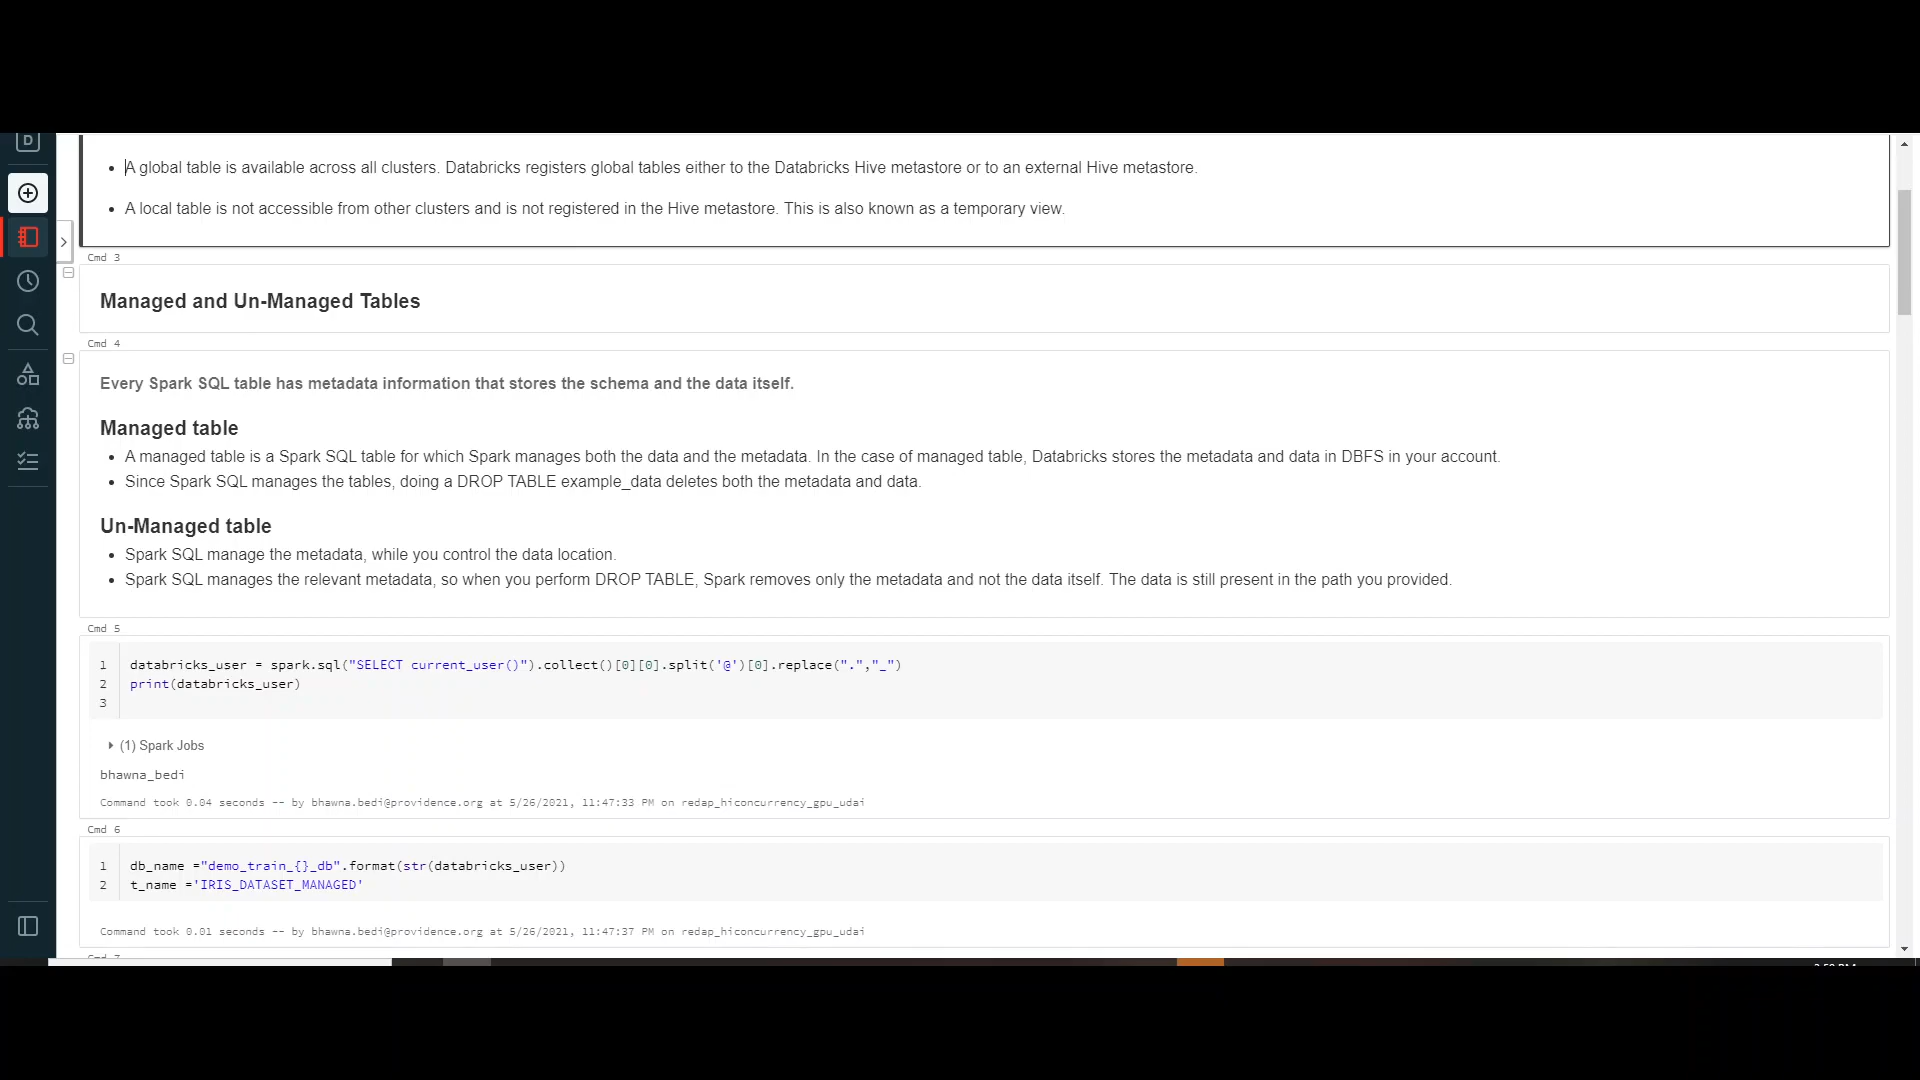 D
A global table is available across all clusters. Databricks registers global tables either to the Databricks Hive metastore or to an external Hive metastore.
A local table is not accessible from other clusters and is not registered in the Hive metastore. This is also known as a temporary view.
Cmd 3
Managed and Un-Managed Tables
Cmd 4
Every Spark SQL table has metadata information that stores the schema and the data itself.
Managed table
A managed table is a Spark SQL table for which Spark manages both the data and the metadata. In the case of managed table, Databricks stores the metadata and data in DBFS in your account.
Since Spark SQL manages the tables, doing a DROP TABLE example_data deletes both the metadata and data.
Un-Managed table
Spark SQL manage the metadata, while you control the data location.
Spark SQL manages the relevant metadata, so when you perform DROP TABLE, Spark removes only the metadata and not the data itself. The data is still present in the path you provided.
Cmd 5
1 databricks_user = spark.sql("SELECT current_user()").collect()[0][0].split('@')[0].replace(".","_")
2 print(databricks_user)
3
(1) Spark Jobs
bhawna_bedi
Command took 0.04 seconds -- by bhawna.bedi@providence.org at 5/26/2021, 11:47:33 PM on redap_hiconcurrency_gpu_udai
Cmd 6
1 db_name ="demo_train_{}_db".format(str(databricks_user))
2 t_name ='IRIS_DATASET_MANAGED'
Command took 0.01 seconds -- by bhawna.bedi@providence.org at 5/26/2021, 11:47:37 PM on redap_hiconcurrency_gpu_udai